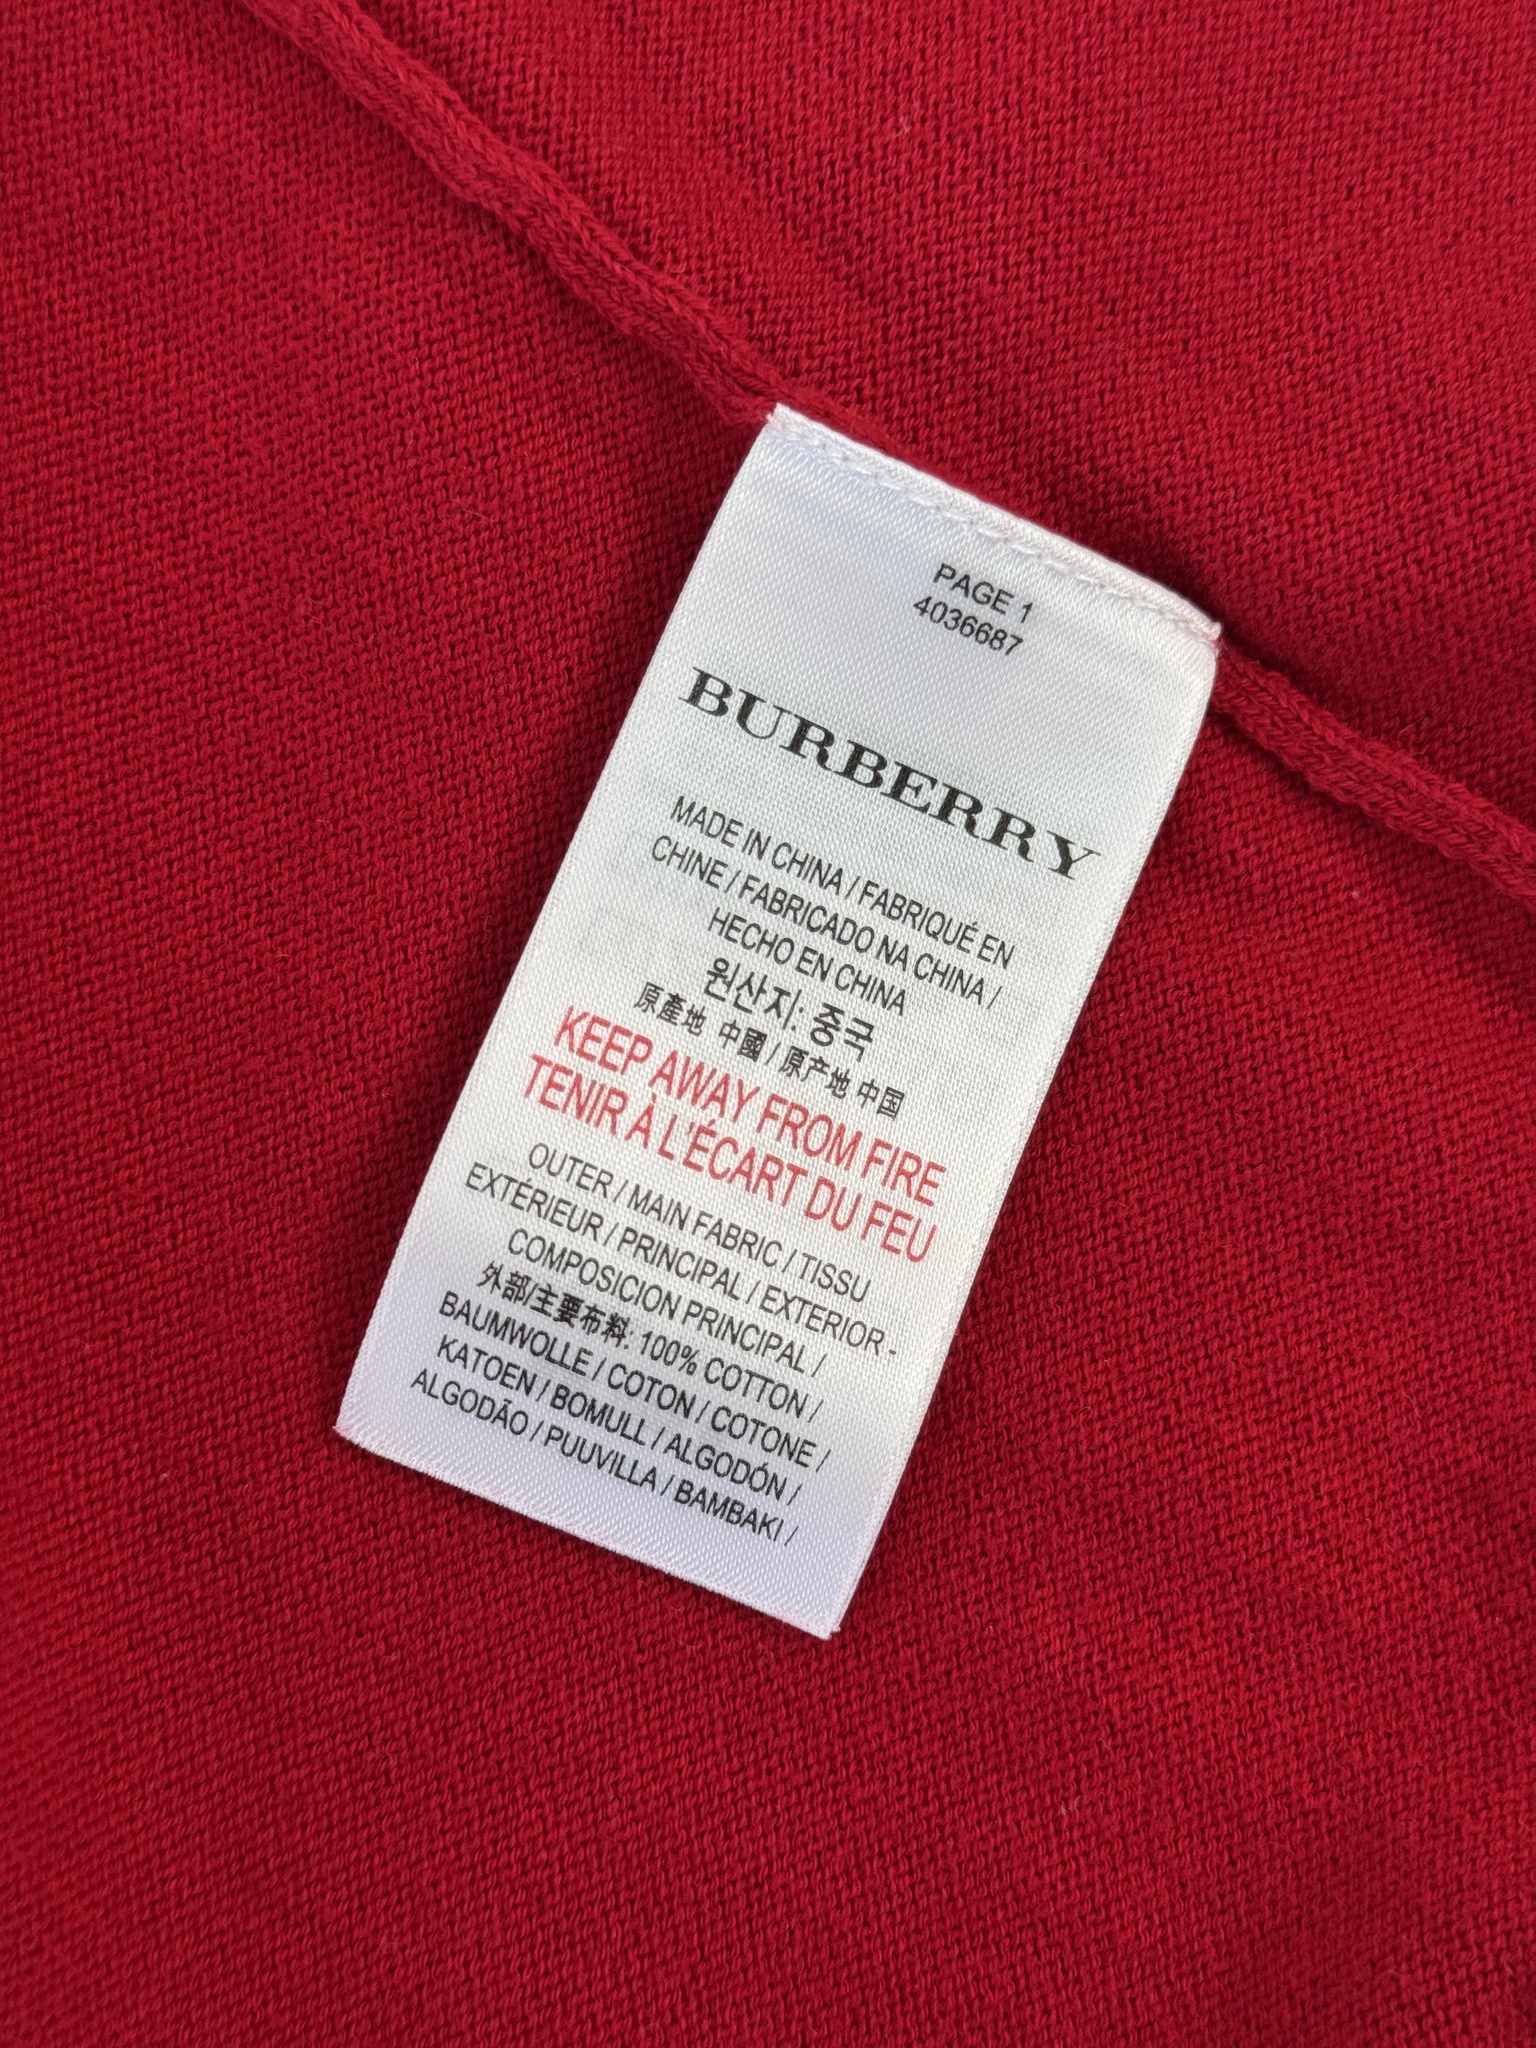 PAGE 1
4036687
BURBERRY
MADE IN CHINA / FABRIQUÉ EN
CHINE / FABRICADO NA CHINA /
HECHO EN CHINA
원산지: 중국
原產地 中國 / 原产地 中国
KEEP AWAY FROM FIRE
TENIR À L'ÉCART DU FEU
OUTER / MAIN FABRIC / TISSU
EXTÉRIEUR / PRINCIPAL / EXTERIOR -
COMPOSICION PRINCIPAL /
外部/主要布料: 100% COTTON /
BAUMWOLLE / COTON / COTONE /
KATOEN / BOMULL / ALGODÓN /
ALGODÃO / PUUVILLA / BAMBAKI /